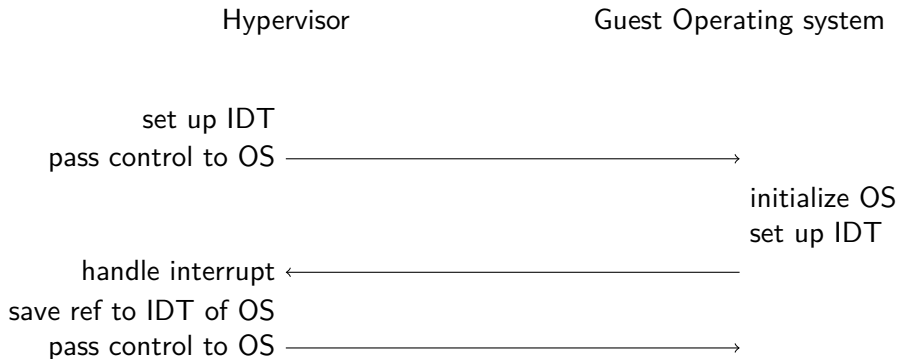 Hypervisor Guest Operating system
set up IDT
pass control to OS
initialize OS
set up IDT
handle interrupt
save ref to IDT of OS
pass control to OS